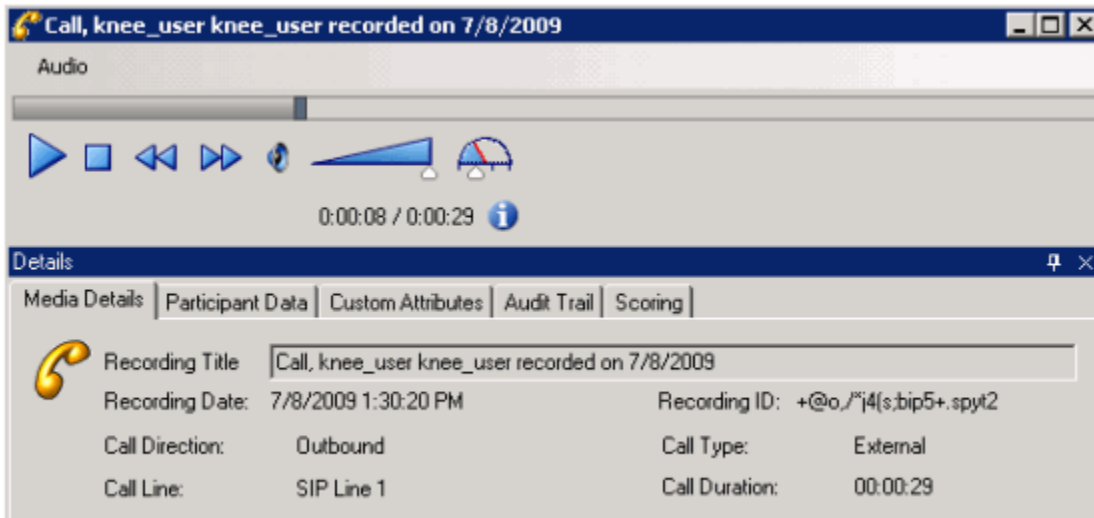 Call, knee_user knee_user recorded on 7/8/2009
Audio
0:00:08 / 0:00:29
Details
Media Details Participant Data Custom Attributes Audit Trail Scoring
Recording Title Call, knee_user knee_user recorded on 7/8/2009
Recording Date: 7/8/2009 1:30:20 PM Recording ID: +@o,/"j4(s;bip5+.spyt2
Call Direction: Outbound Call Type: External
Call Line: SIP Line 1 Call Duration: 00:00:29